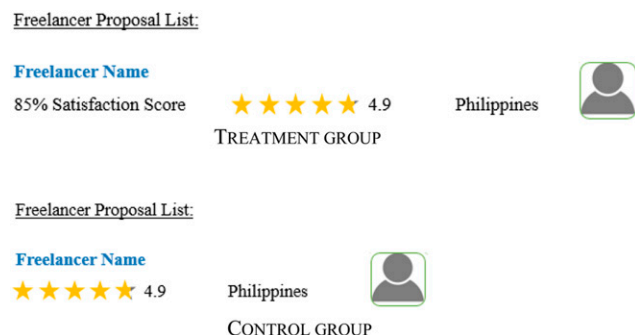 Freelancer Proposal List:
Freelancer Name
85% Satisfaction Score 4.9 Philippines
TREATMENT GROUP
Freelancer Proposal List:
Freelancer Name
4.9 Philippines
CONTROL GROUP